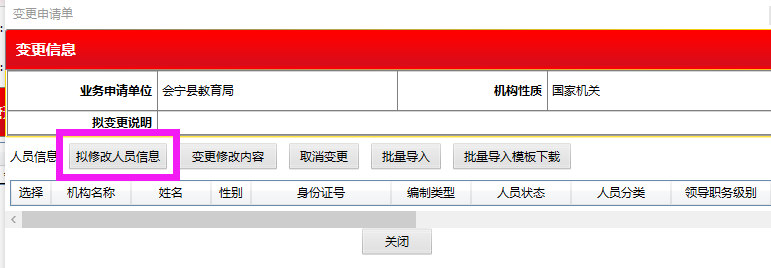 变更申请单
变更信息
业务申请单位 会宁县教育局 机构性质 国家机关
拟变更说明
人员信息 拟修改人员信息 变更修改内容 取消变更 批量导入 批量导入模板下载
选择 机构名称 姓名 性别 身份证号 编制类型 人员状态 人员分类 领导职务级别
关闭